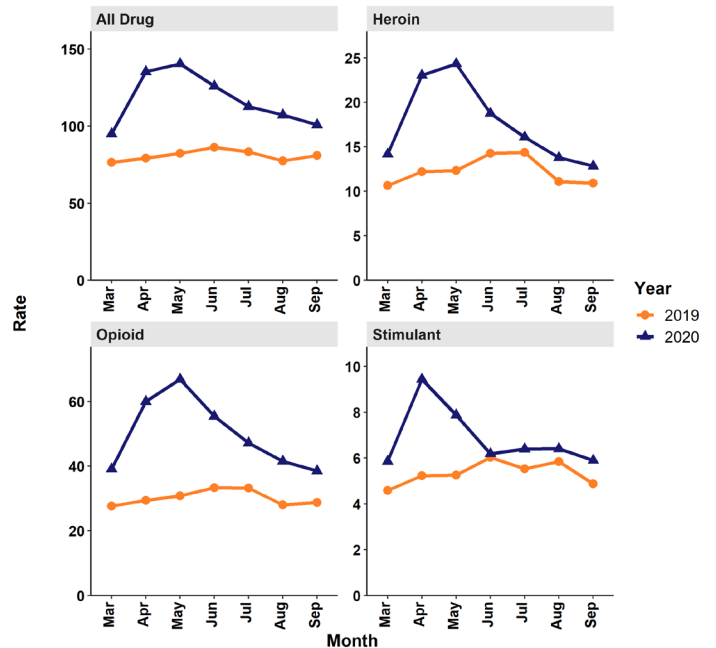 All Drug
150
100
50
0
Mar Apr May Jun Jul Aug Sep
Heroin
25
20
15
10
5
0
Mar Apr May Jun Jul Aug Sep
Opioid
60
40
20
0
Mar Apr May Jun Jul Aug Sep
Stimulant
10
8
6
4
2
0
Mar Apr May Jun Jul Aug Sep
Rate
Month
Year
2019
2020